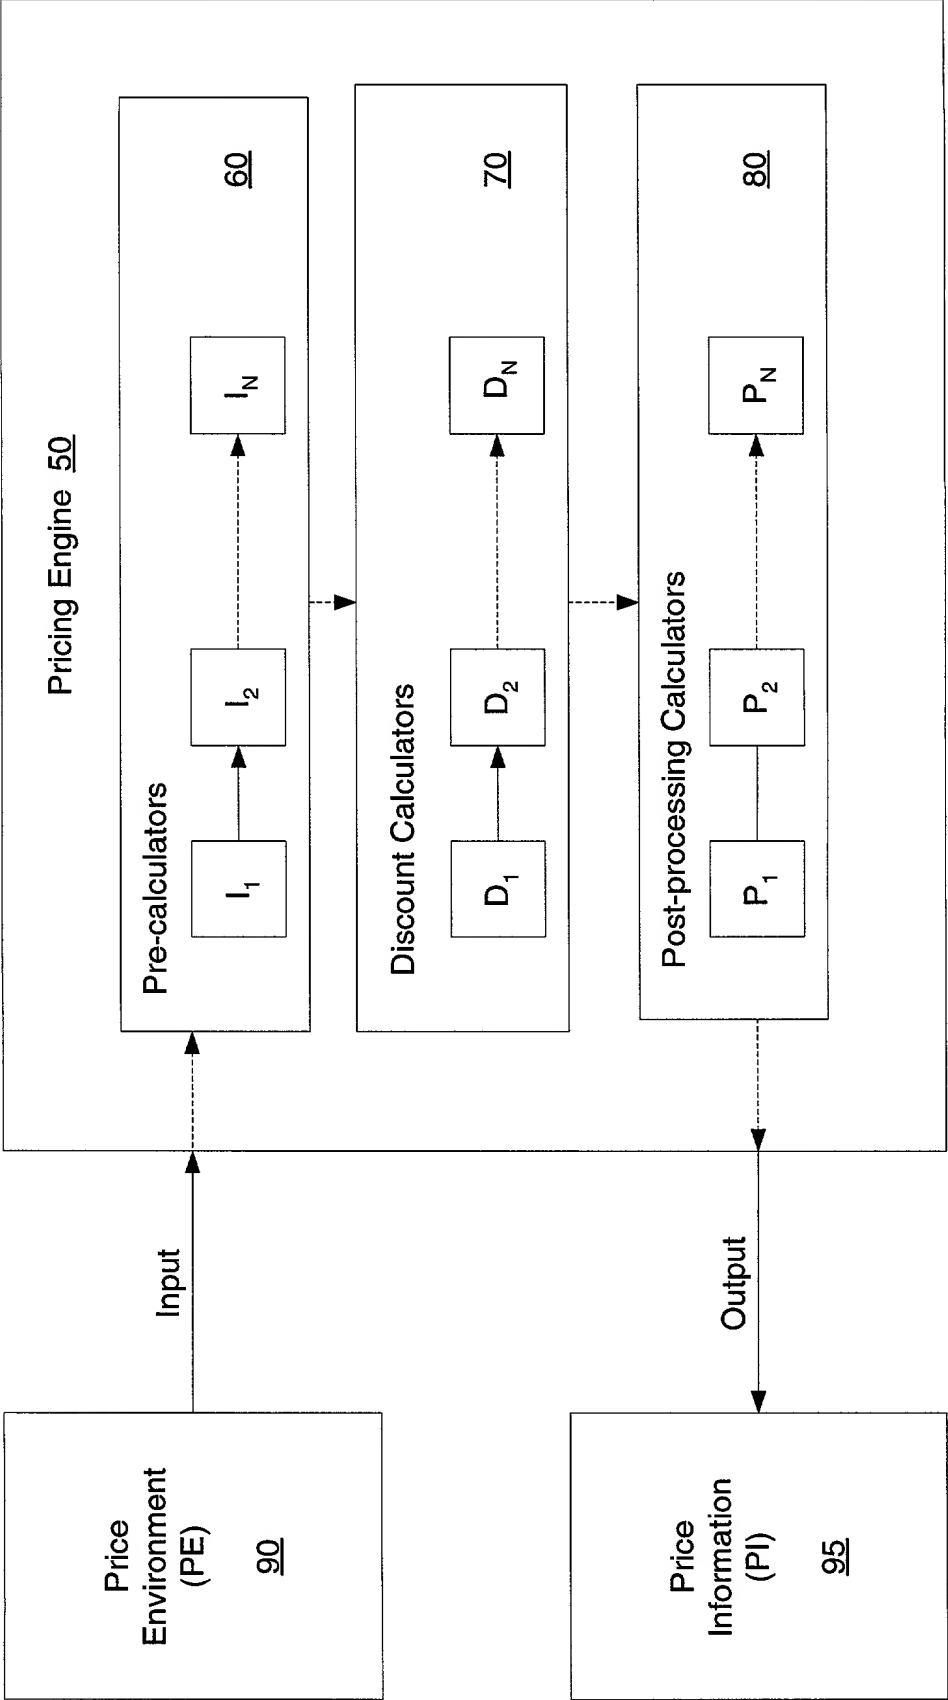 Pricing Engine 50
Pre-calculators
I1
I2
IN
60
Discount Calculators
D1
D2
DN
70
Post-processing Calculators
P1
P2
PN
80
Input
Output
Price
Environment
(PE)
90
Price
Information
(PI)
95